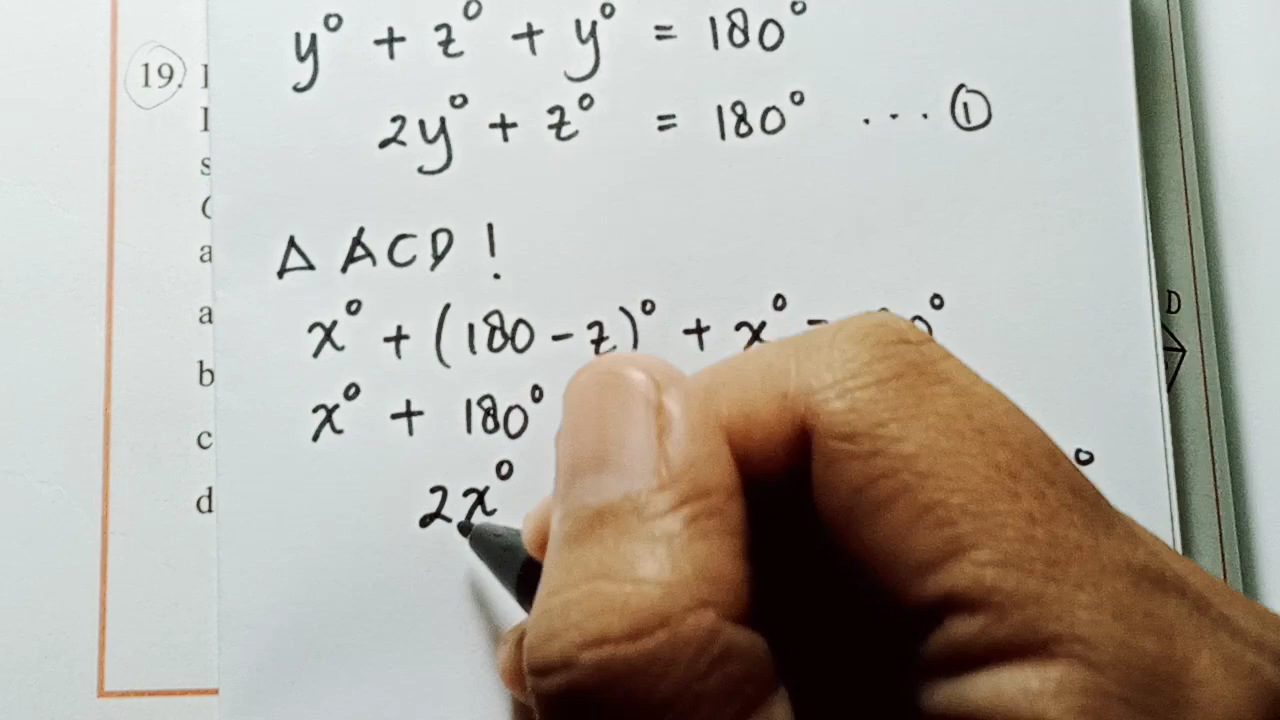 19. I
I
s
a
a
b
c
d
y° + z° + y° = 180°
2y° + z° = 180° ... ①
Δ ACD !
x° + (180 - z)° + x° =
x° + 180°
2x°
D